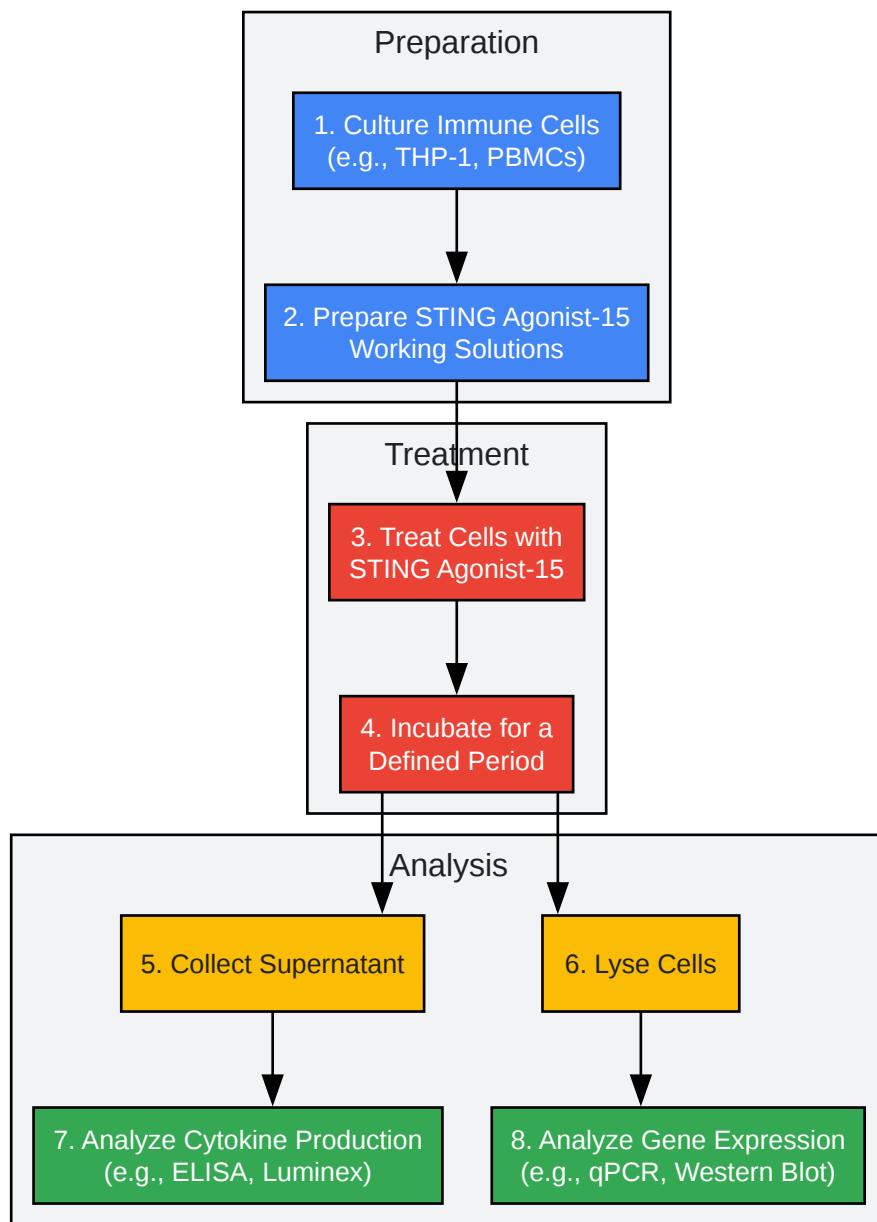 Preparation
1. Culture Immune Cells
(e.g., THP-1, PBMCs)
2. Prepare STING Agonist-15
Working Solutions
Treatment
3. Treat Cells with
STING Agonist-15
4. Incubate for a
Defined Period
Analysis
5. Collect Supernatant
6. Lyse Cells
7. Analyze Cytokine Production
(e.g., ELISA, Luminex)
8. Analyze Gene Expression
(e.g., qPCR, Western Blot)